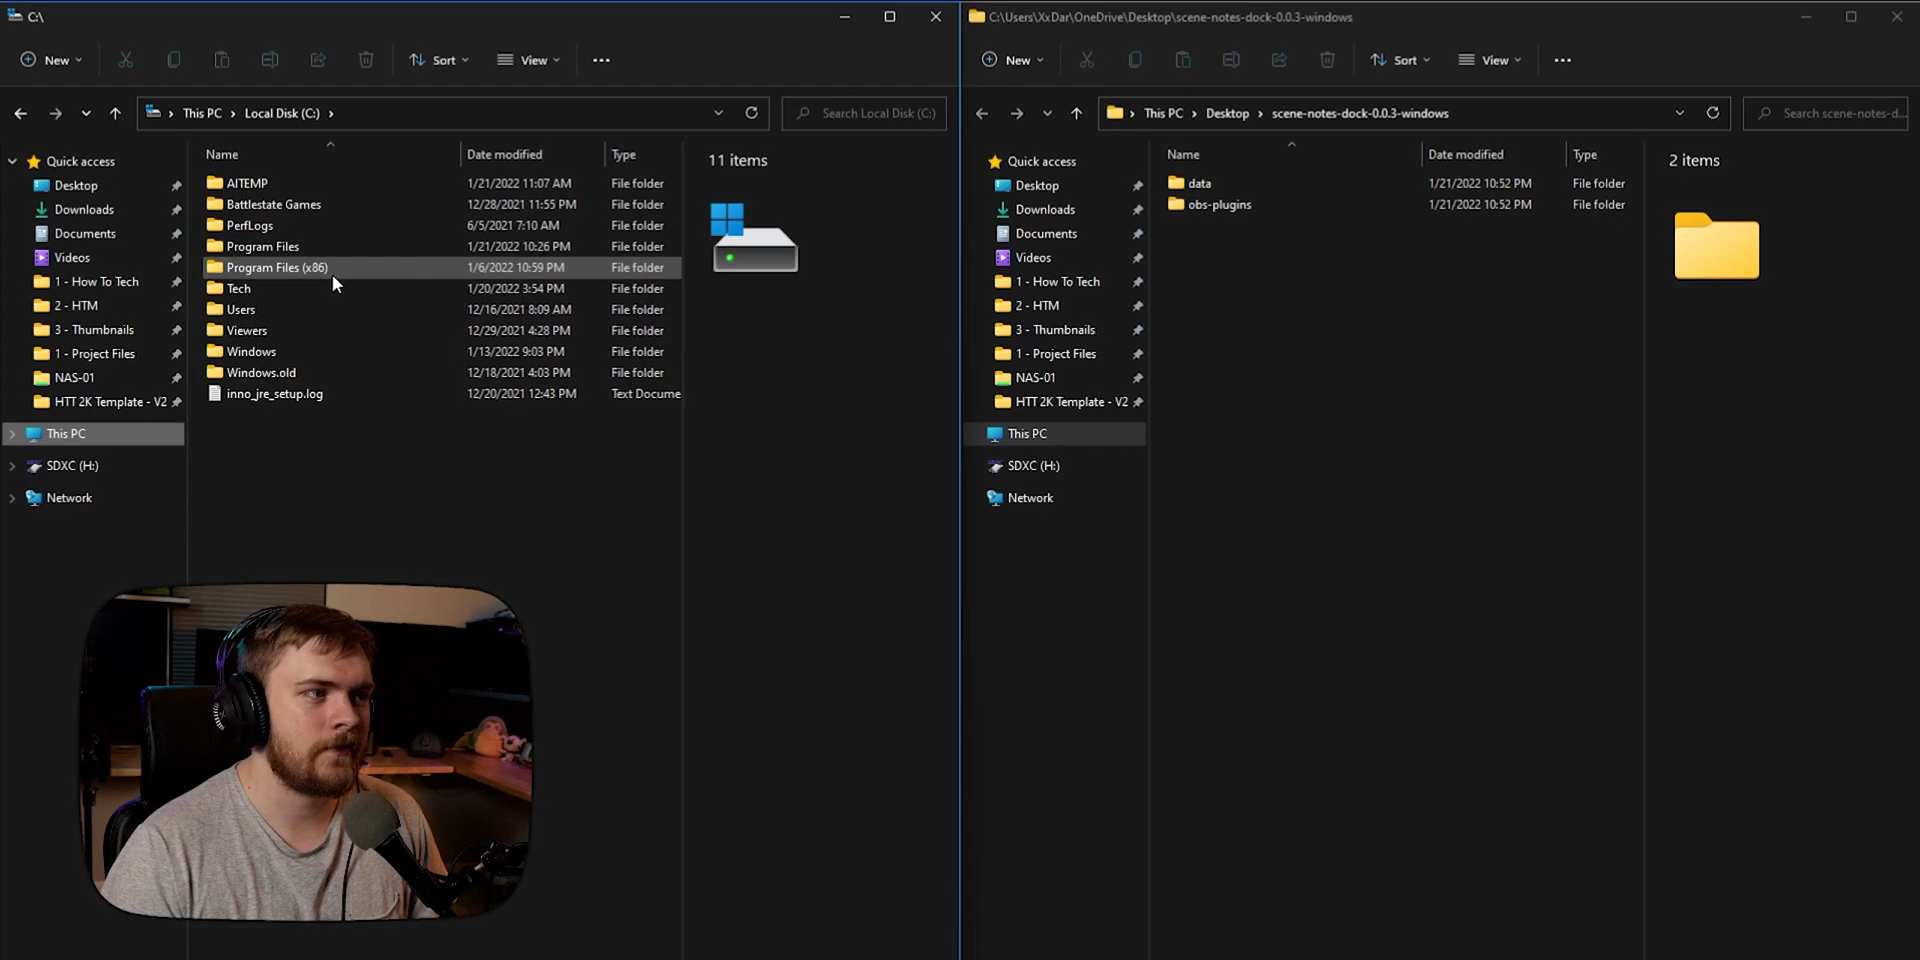 C:\
New
Sort
View
This PC > Local Disk (C:) >
Search Local Disk (C:)
Quick access
Desktop
Downloads
Documents
Videos
1 - How To Tech
2 - HTM
3 - Thumbnails
1 - Project Files
NAS-01
HTT 2K Template - V2
This PC
SDXC (H:)
Network
Name Date modified Type
AITEMP 1/21/2022 11:07 AM File folder
Battlestate Games 12/28/2021 11:55 PM File folder
PerfLogs 6/5/2021 7:10 AM File folder
Program Files 1/21/2022 10:26 PM File folder
Program Files (x86) 1/6/2022 10:59 PM File folder
Tech 1/20/2022 3:54 PM File folder
Users 12/16/2021 8:09 AM File folder
Viewers 12/29/2021 4:28 PM File folder
Windows 1/13/2022 9:03 PM File folder
Windows.old 12/18/2021 4:03 PM File folder
inno_jre_setup.log 12/20/2021 12:43 PM Text Docume
11 items
C:\Users\XxDar\OneDrive\Desktop\scene-notes-dock-0.0.3-windows
New
Sort
View
This PC > Desktop > scene-notes-dock-0.0.3-windows
Search scene-notes-d...
Quick access
Desktop
Downloads
Documents
Videos
1 - How To Tech
2 - HTM
3 - Thumbnails
1 - Project Files
NAS-01
HTT 2K Template - V2
This PC
SDXC (H:)
Network
Name Date modified Type
data 1/21/2022 10:52 PM File folder
obs-plugins 1/21/2022 10:52 PM File folder
2 items